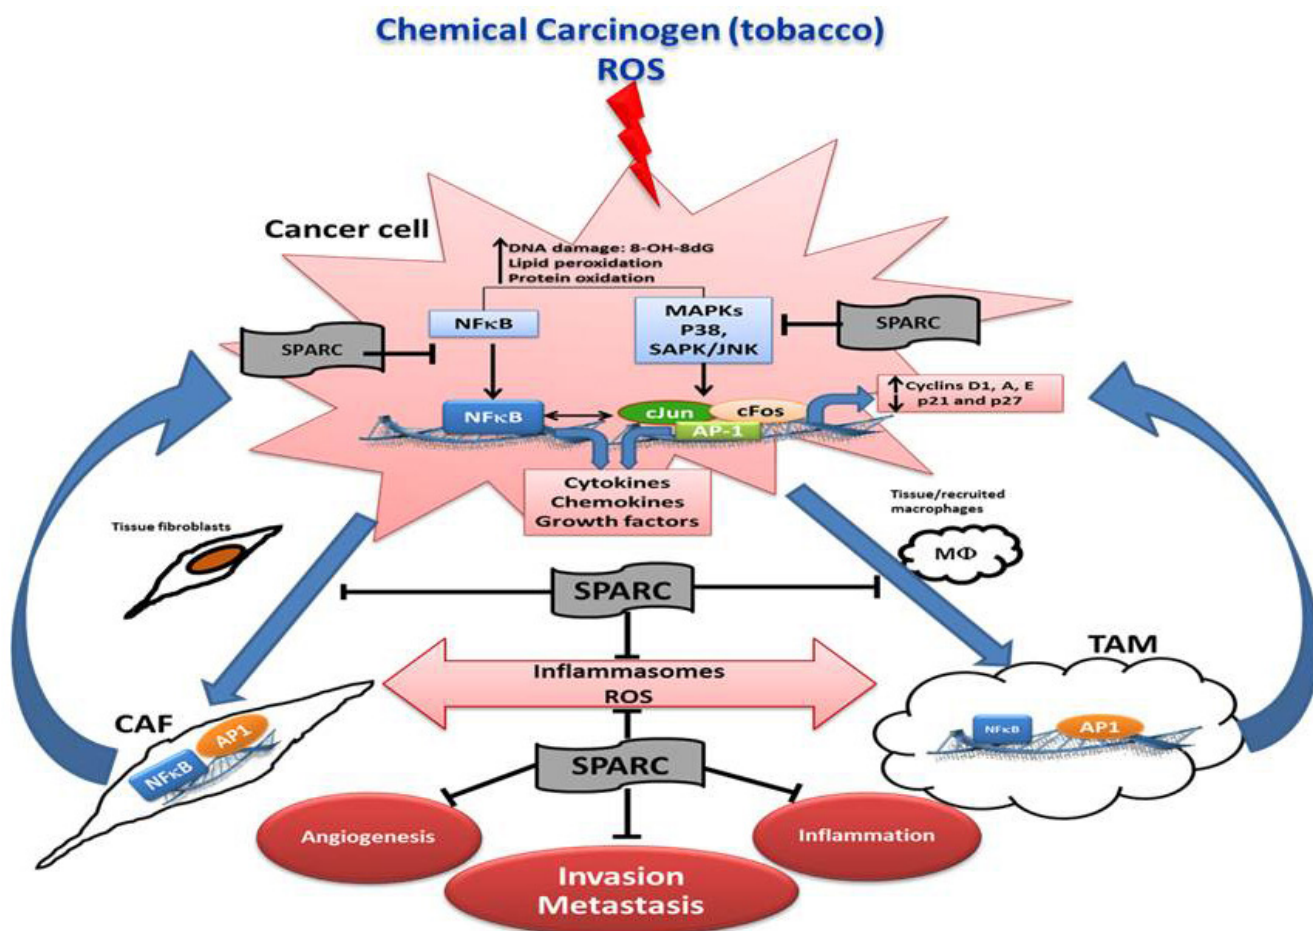 Chemical Carcinogen (tobacco)
ROS
Cancer cell
DNA damage: 8-OH-8dG
Lipid peroxidation
Protein oxidation
NFκB
MAPKs
P38,
SAPK/JNK
SPARC
SPARC
Cyclins D1, A, E
p21 and p27
NFκB
cJun
cFos
AP-1
Cytokines
Chemokines
Growth factors
Tissue fibroblasts
Tissue/recruited
macrophages
MΦ
SPARC
Inflammasomes
ROS
CAF
NFκB
AP1
TAM
NFκB
AP1
SPARC
Angiogenesis
Inflammation
Invasion
Metastasis